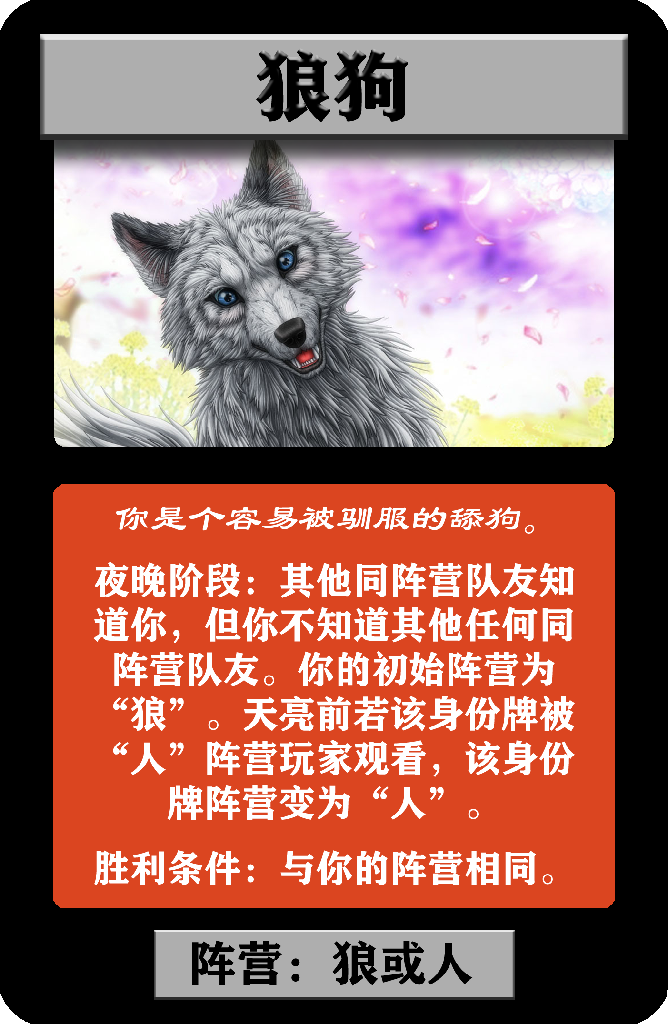 狼狗
你是个容易被驯服的舔狗。
夜晚阶段：其他同阵营队友知
道你，但你不知道其他任何同
阵营队友。你的初始阵营为
“狼”。天亮前若该身份牌被
“人”阵营玩家观看，该身份
牌阵营变为“人”。
胜利条件：与你的阵营相同。
阵营：狼或人